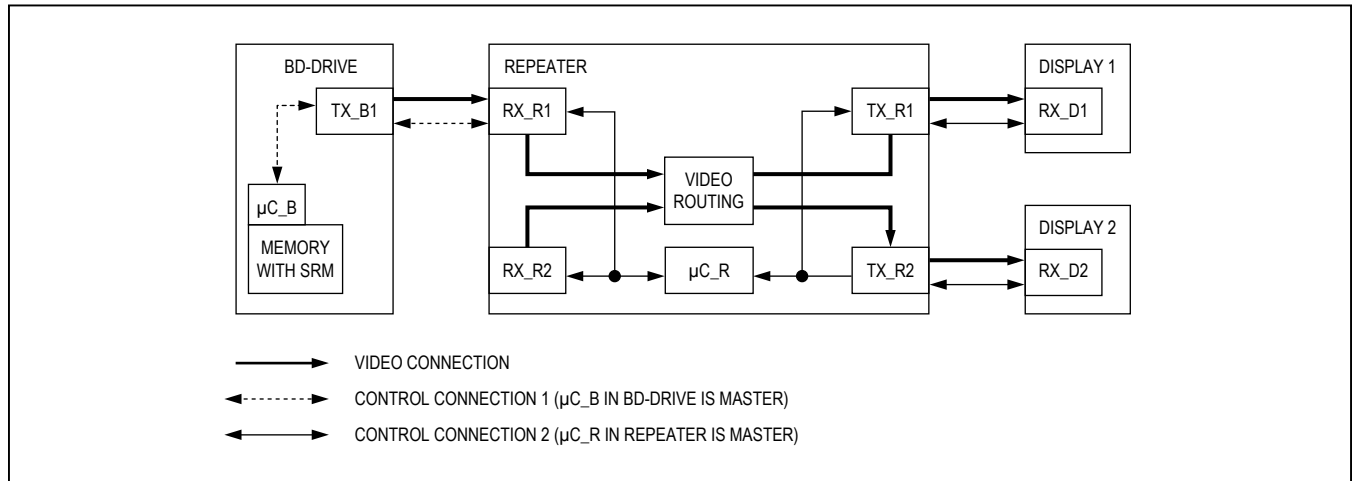 BD-DRIVE
TX_B1
µC_B
MEMORY
WITH SRM
REPEATER
RX_R1
RX_R2
VIDEO
ROUTING
µC_R
TX_R1
TX_R2
DISPLAY 1
RX_D1
DISPLAY 2
RX_D2
VIDEO CONNECTION
CONTROL CONNECTION 1 (µC_B IN BD-DRIVE IS MASTER)
CONTROL CONNECTION 2 (µC_R IN REPEATER IS MASTER)